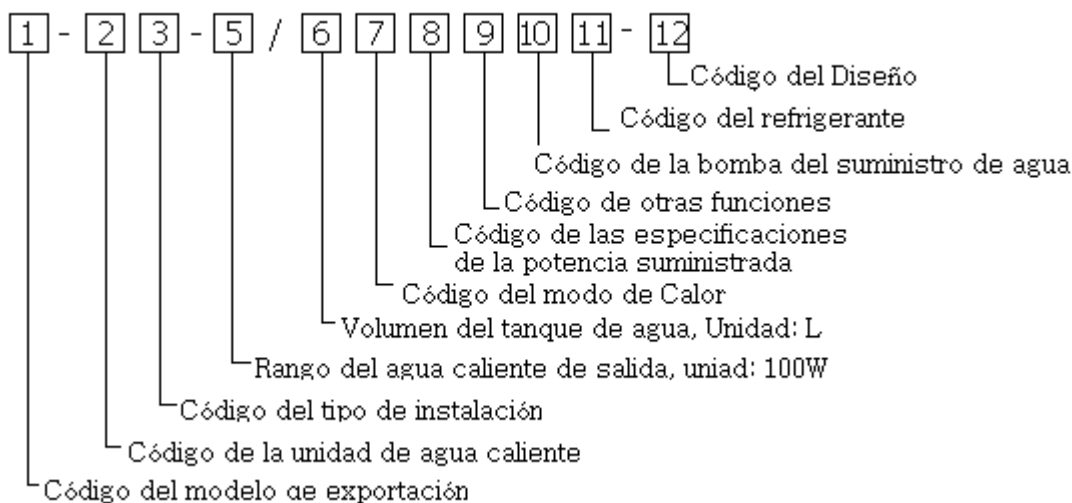 1 - 2 3 - 5 / 6 7 8 9 10 11 - 12
Código del Diseño
Código del refrigerante
Código de la bomba del suministro de agua
Código de otras funciones
Código de las especificaciones
de la potencia suministrada
Código del modo de Calor
Volumen del tanque de agua, Unidad: L
Rango del agua caliente de salida, uniad: 100W
Código del tipo de instalación
Código de la unidad de agua caliente
Código del modelo de exportación